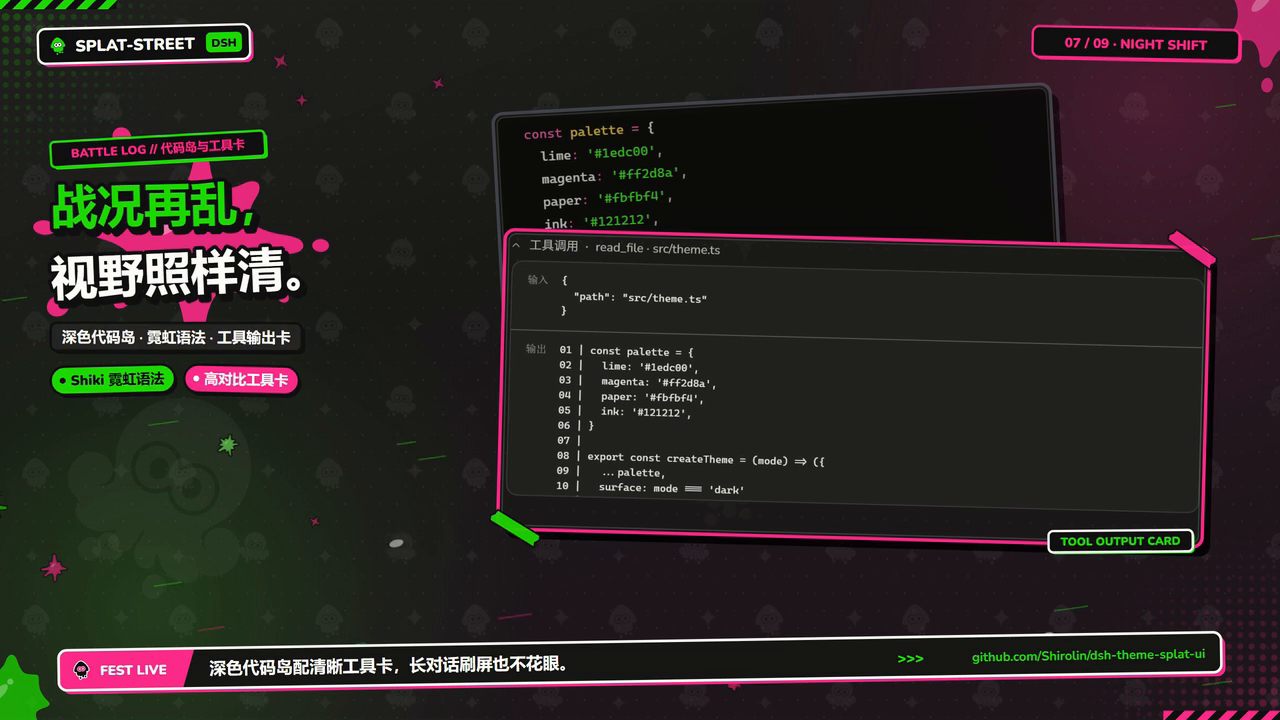 SPLAT-STREET DSH
07 / 09 · NIGHT SHIFT
BATTLE LOG // 代码岛与工具卡
战况再乱，
视野照样清。
深色代码岛 · 霓虹语法 · 工具输出卡
• Shiki 霓虹语法
• 高对比工具卡
const palette = {
lime: '#1edc00',
magenta: '#ff2d8a',
paper: '#fbfbf4',
ink: '#121212',
工具调用 · read_file · src/theme.ts
输入 {
"path": "src/theme.ts"
}
输出 01 | const palette = {
02 | lime: '#1edc00',
03 | magenta: '#ff2d8a',
04 | paper: '#fbfbf4',
05 | ink: '#121212',
06 | }
07 |
08 | export const createTheme = (mode) => ({
09 | ...palette,
10 | surface: mode === 'dark'
TOOL OUTPUT CARD
FEST LIVE
深色代码岛配清晰工具卡，长对话刷屏也不花眼。
>>>
github.com/Shirolin/dsh-theme-splat-ui